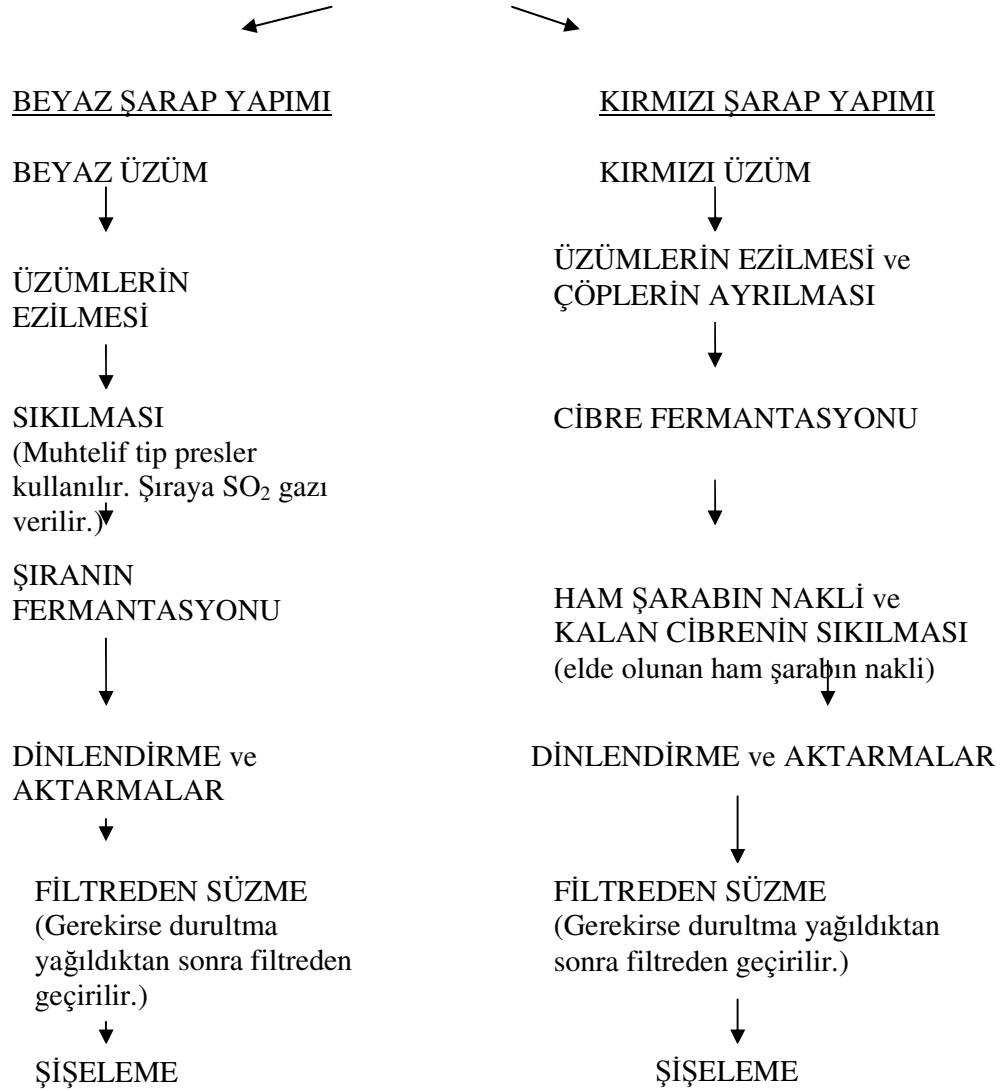 BEYAZ ŞARAP YAPIMI
BEYAZ ÜZÜM
ÜZÜMLERİN
EZİLMESİ
SIKILMASI
(Muhtelif tip presler
kullanılır. Şıraya SO₂ gazı
verilir.)
ŞIRANIN
FERMANTASYONU
DİNLENDİRME ve
AKTARMALAR
FİLTREDEN SÜZME
(Gerekirse durultma
yağıldıktan sonra filtreden
geçirilir.)
ŞİŞELEME
KIRMIZI ŞARAP YAPIMI
KIRMIZI ÜZÜM
ÜZÜMLERİN EZİLMESİ ve
ÇÖPLERİN AYRILMASI
CİBRE FERMANTASYONU
HAM ŞARABIN NAKLİ ve
KALAN CİBRENİN SIKILMASI
(elde olunan ham şarabın nakli)
DİNLENDİRME ve AKTARMALAR
FİLTREDEN SÜZME
(Gerekirse durultma yağıldıktan
sonra filtreden geçirilir.)
ŞİŞELEME